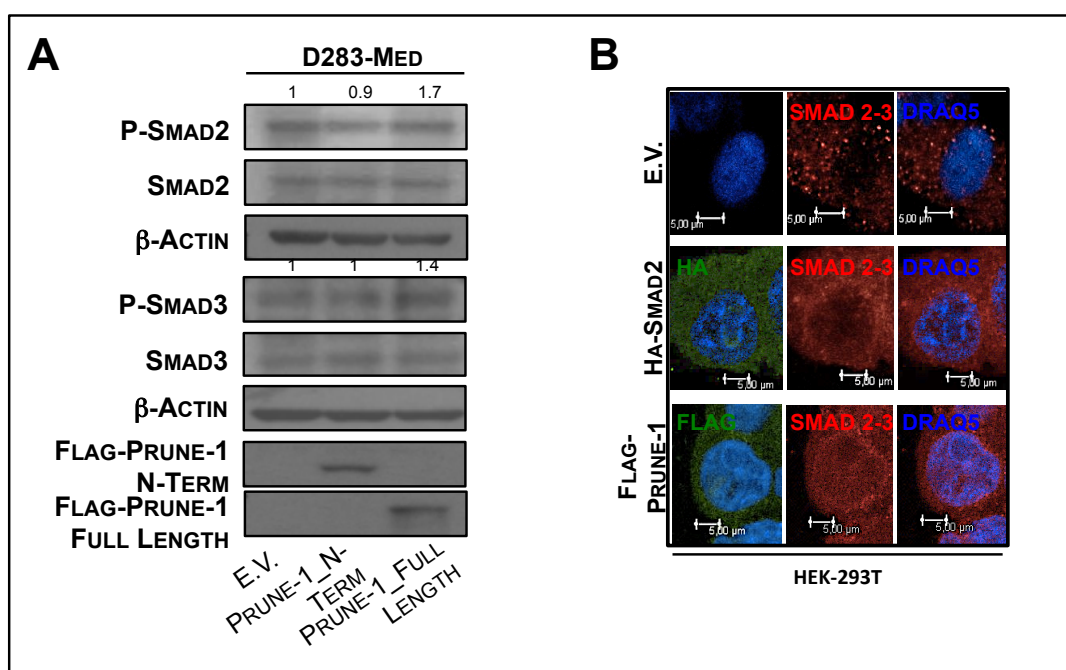 A
D283-MED
1 0.9 1.7
P-SMAD2
SMAD2
β-ACTIN
1 1 1.4
P-SMAD3
SMAD3
β-ACTIN
FLAG-PRUNE-1
N-TERM
FLAG-PRUNE-1
FULL LENGTH
E.V.
PRUNE-1_N-
TERM
PRUNE-1_FULL
LENGTH
B
E.V.
SMAD 2-3 DRAQ5
5,00 µm 5,00 µm 5,00 µm
HA-SMAD2
HA SMAD 2-3 DRAQ5
5,00 µm 5,00 µm 5,00 µm
FLAG-
PRUNE-1
FLAG SMAD 2-3 DRAQ5
5,00 µm 5,00 µm 5,00 µm
HEK-293T